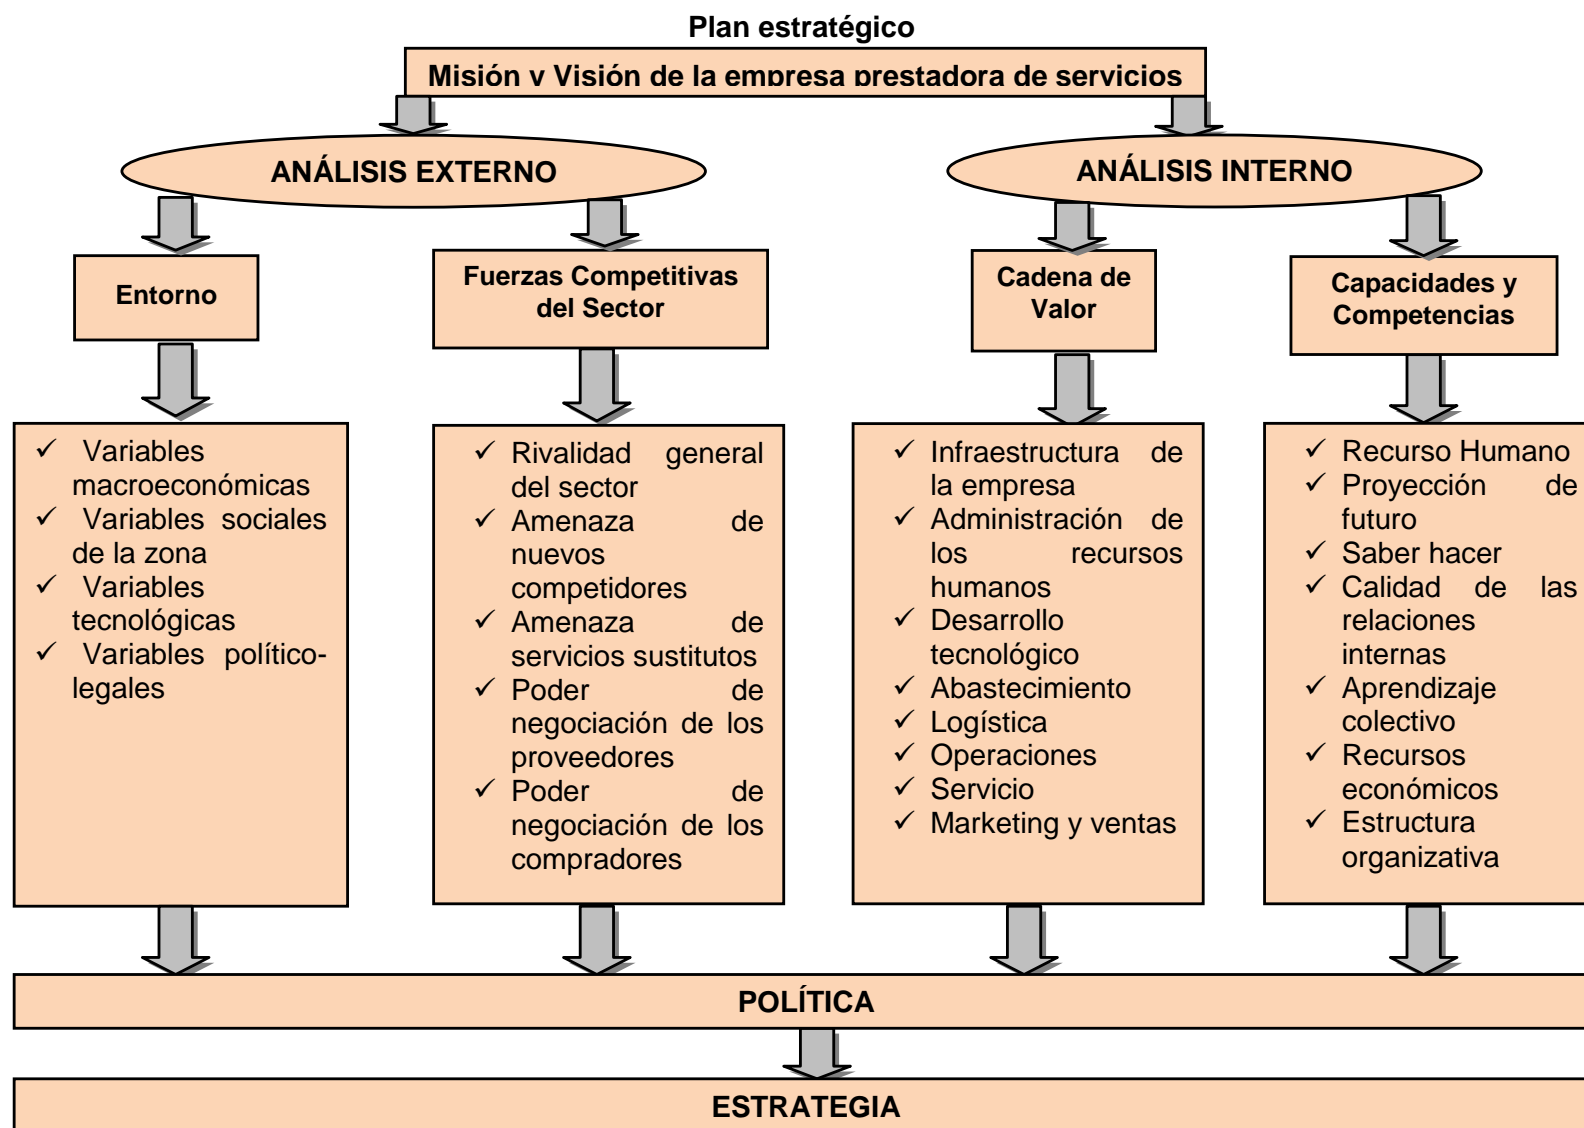 Plan estratégico
Misión y Visión de la empresa prestadora de servicios
ANÁLISIS EXTERNO
ANÁLISIS INTERNO
Entorno
Fuerzas Competitivas
del Sector
Cadena de
Valor
Capacidades y
Competencias
✓ Variables
macroeconómicas
✓ Variables sociales
de la zona
✓ Variables
tecnológicas
✓ Variables político-
legales
✓ Rivalidad general
del sector
✓ Amenaza de
nuevos
competidores
✓ Amenaza de
servicios sustitutos
✓ Poder de
negociación de los
proveedores
✓ Poder de
negociación de los
compradores
✓ Infraestructura de
la empresa
✓ Administración de
los recursos
humanos
✓ Desarrollo
tecnológico
✓ Abastecimiento
✓ Logística
✓ Operaciones
✓ Servicio
✓ Marketing y ventas
✓ Recurso Humano
✓ Proyección de
futuro
✓ Saber hacer
✓ Calidad de las
relaciones
internas
✓ Aprendizaje
colectivo
✓ Recursos
económicos
✓ Estructura
organizativa
POLÍTICA
ESTRATEGIA